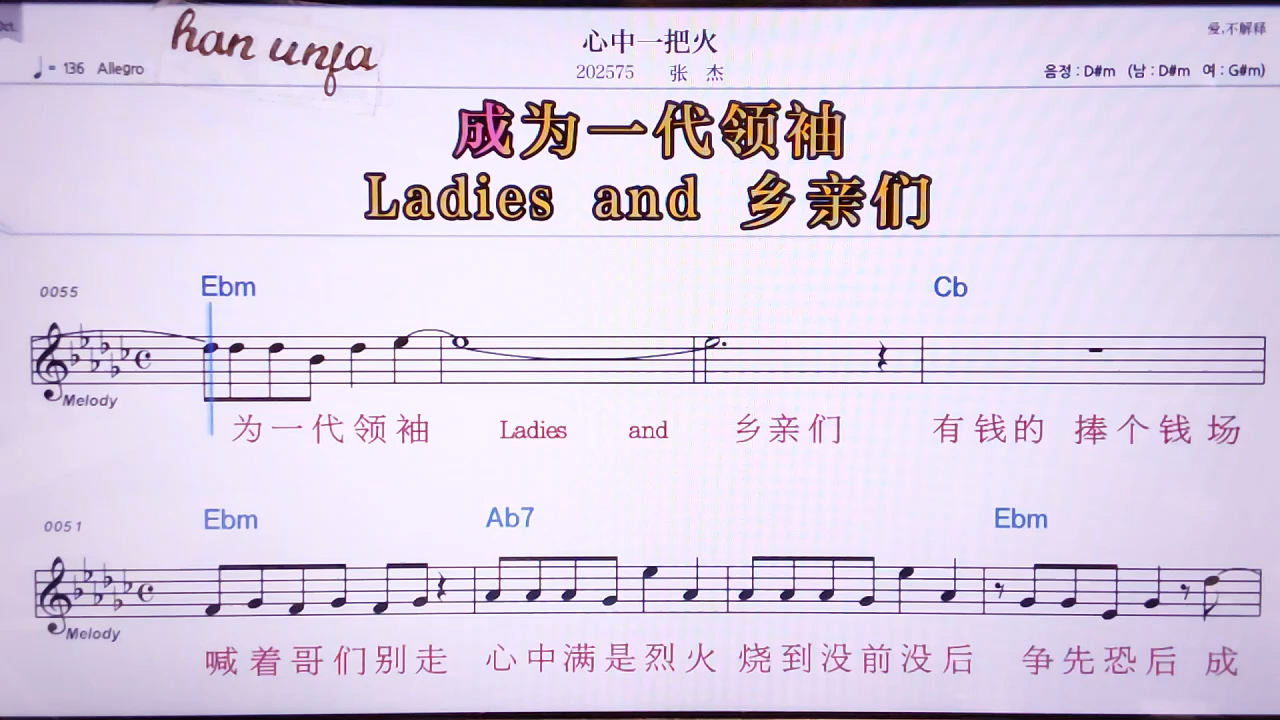 Oct.
han unfa
心中一把火
爱,不解释
= 136 Allegro
202575 张 杰
음정 : D#m (남 : D#m 여 : G#m)
成为一代领袖
Ladies and 乡亲们
0055
Ebm
Cb
Melody
为一代领袖 Ladies and 乡亲们 有钱的 捧个钱场
0051
Ebm
Ab7
Ebm
Melody
喊着哥们别走 心中满是烈火 烧到没前没后 争先恐后 成